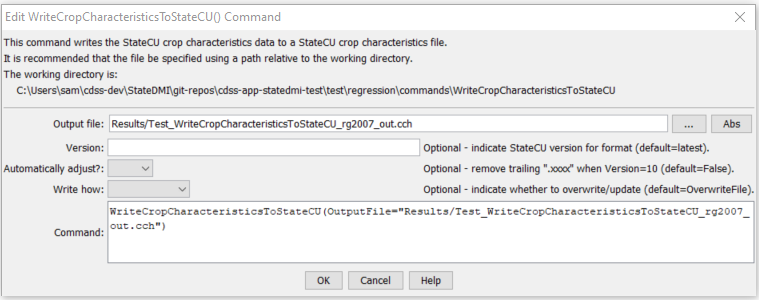 Edit WriteCropCharacteristicsToStateCU() Command
This command writes the StateCU crop characteristics data to a StateCU crop characteristics file.
It is recommended that the file be specified using a path relative to the working directory.
The working directory is:
C:\Users\sam\cdss-dev\StateDMI\git-repos\cdss-app-statedmi-test\test\regression\commands\WriteCropCharacteristicsToStateCU
Output file: Results/Test_WriteCropCharacteristicsToStateCU_rg2007_out.cch ... Abs
Version: Optional - indicate StateCU version for format (default=latest).
Automatically adjust?: Optional - remove trailing ".xxxx" when Version=10 (default=False).
Write how: Optional - indicate whether to overwrite/update (default=OverwriteFile).
WriteCropCharacteristicsToStateCU(OutputFile="Results/Test_WriteCropCharacteristicsToStateCU_rg2007_
Command: out.cch")
OK Cancel Help